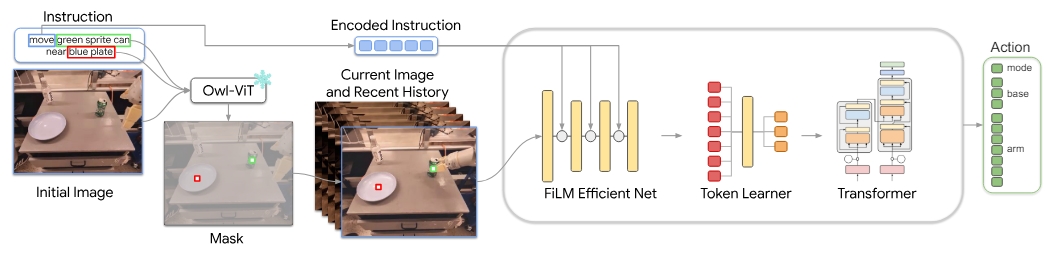 Instruction
move green sprite can
near blue plate
Initial Image
Owl-ViT
Mask
Encoded Instruction
Current Image
and Recent History
FiLM Efficient Net
Token Learner
Transformer
Action
mode
base
arm